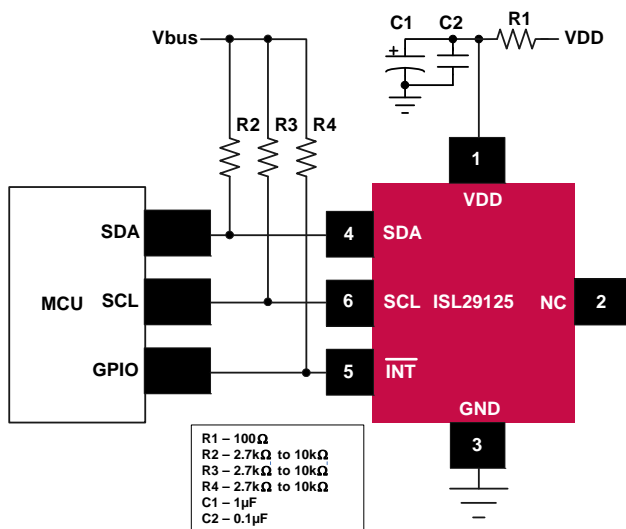 C1 C2 R1
Vbus VDD
+
R2 R3 R4
1
VDD
SDA 4 SDA
MCU SCL 6 SCL ISL29125 NC 2
GPIO 5 INT
GND
3
R1 – 100Ω
R2 – 2.7kΩ to 10kΩ
R3 – 2.7kΩ to 10kΩ
R4 – 2.7kΩ to 10kΩ
C1 – 1µF
C2 – 0.1µF